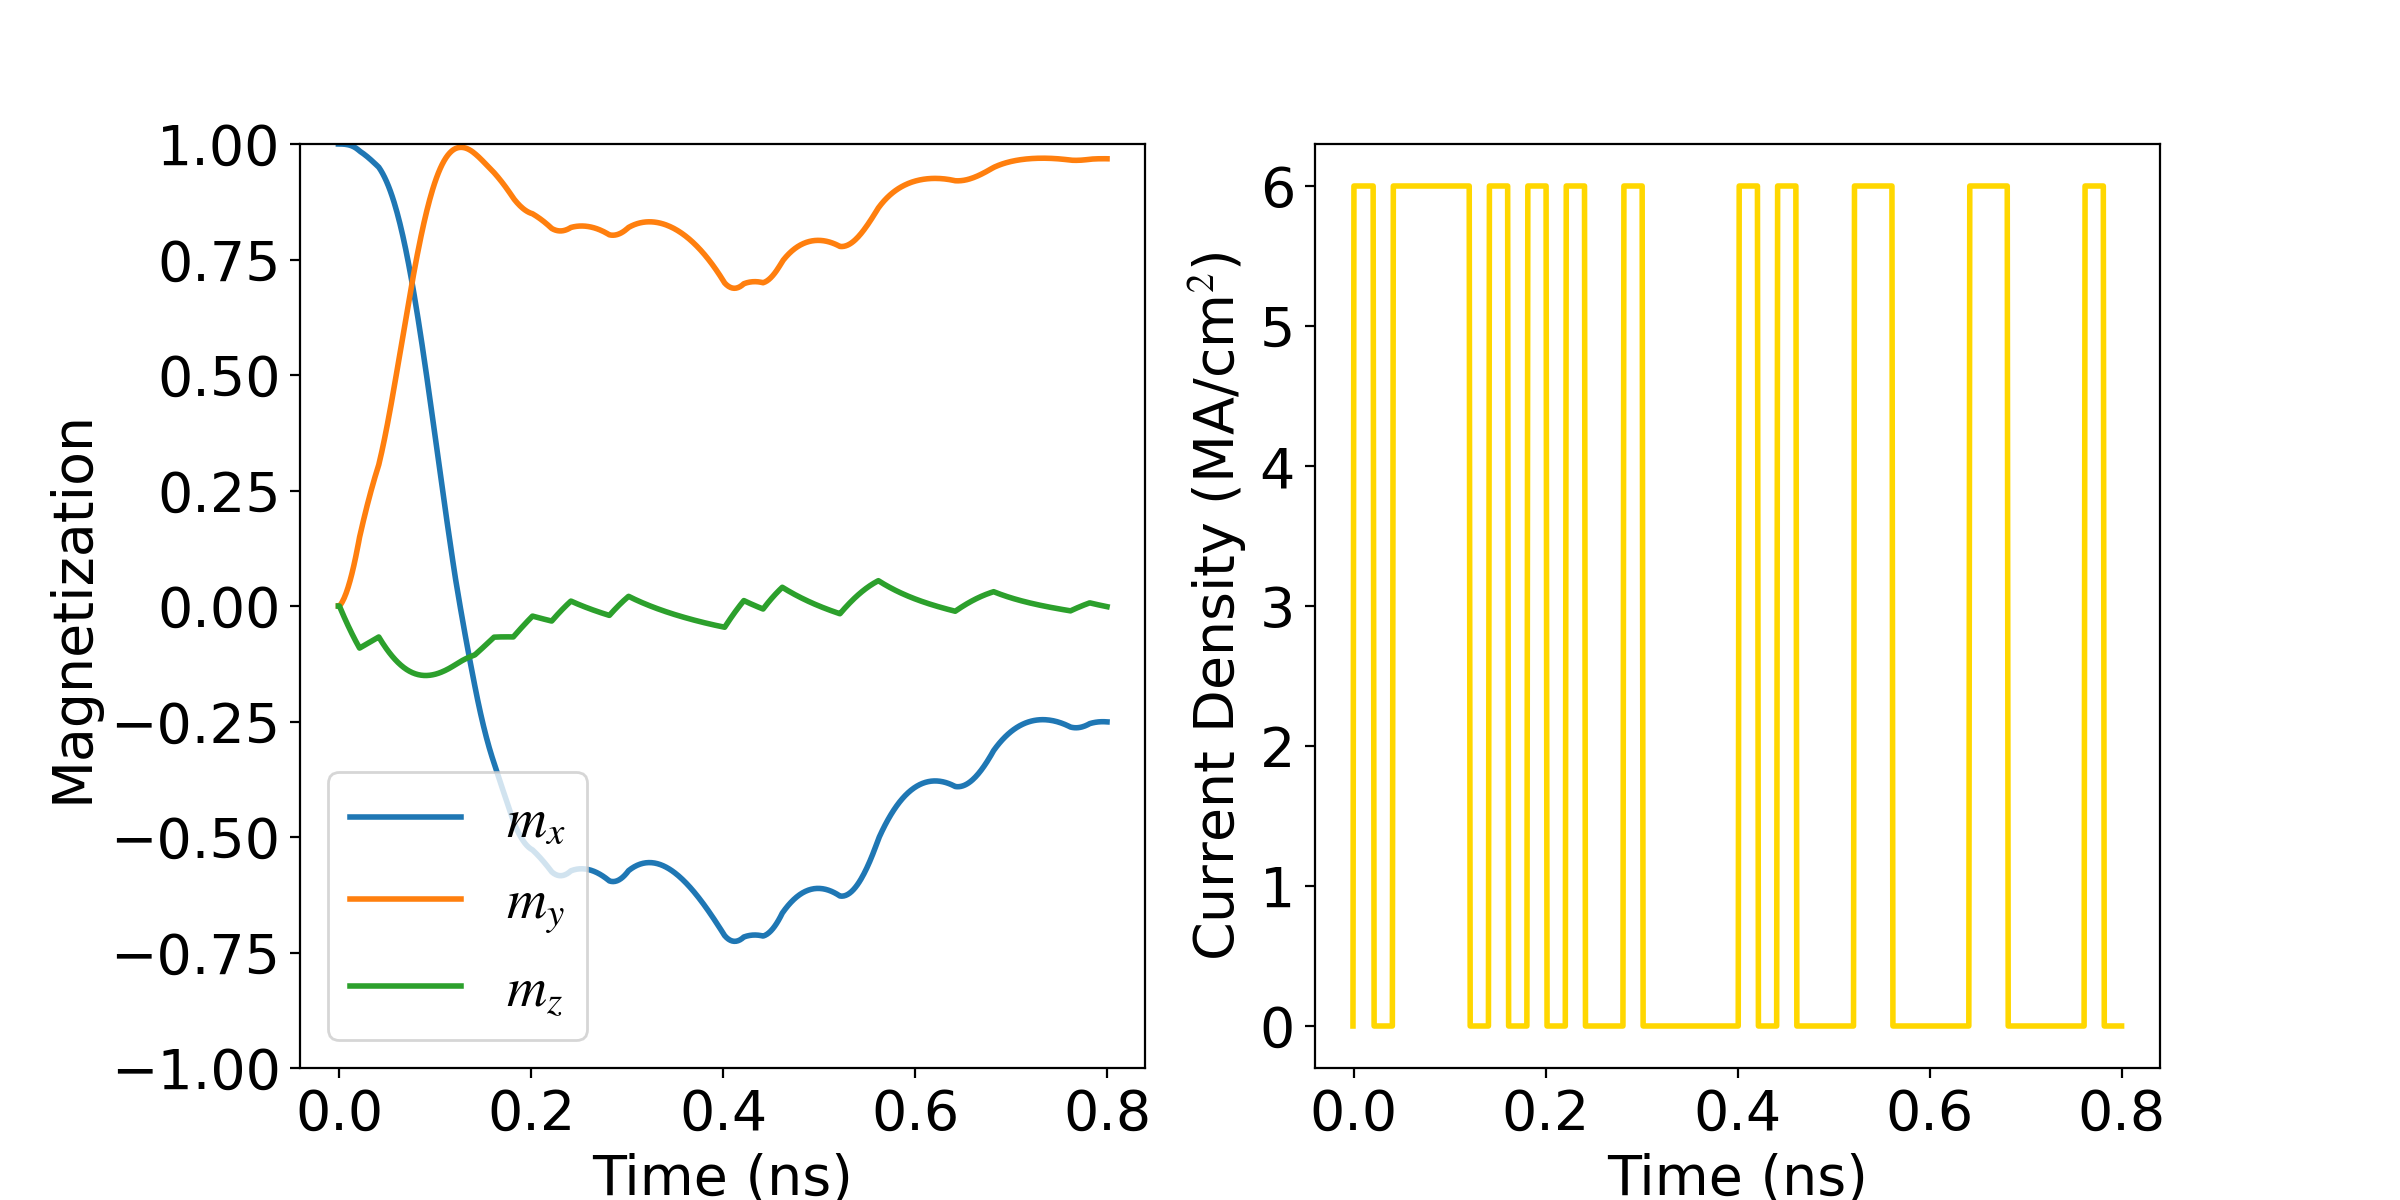 1.00
0.75
0.50
0.25
0.00
−0.25
−0.50
−0.75
−1.00
Magnetization
m_x
m_y
m_z
0.0 0.2 0.4 0.6 0.8
Time (ns)
6
5
4
3
2
1
0
Current Density (MA/cm²)
0.0 0.2 0.4 0.6 0.8
Time (ns)